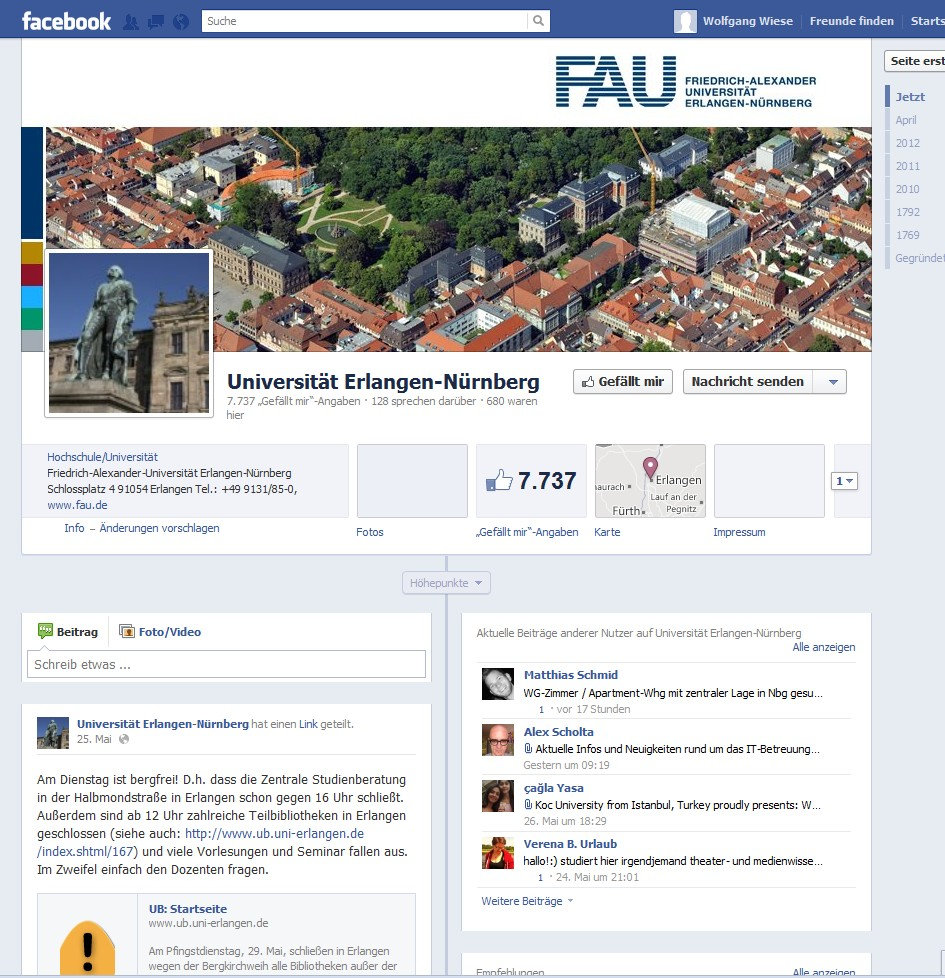 facebook
Suche
Wolfgang Wiese
Freunde finden
Starts
FAU FRIEDRICH-ALEXANDER
UNIVERSITÄT
ERLANGEN-NÜRNBERG
Seite erst
Jetzt
April
2012
2011
2010
1792
1769
Gegründet
Universität Erlangen-Nürnberg
7.737 „Gefällt mir“-Angaben · 128 sprechen darüber · 680 waren
hier
Gefällt mir
Nachricht senden
Hochschule/Universität
Friedrich-Alexander-Universität Erlangen-Nürnberg
Schlossplatz 4 91054 Erlangen Tel.: +49 9131/85-0,
www.fau.de
Info – Änderungen vorschlagen
Fotos
7.737
„Gefällt mir“-Angaben
Erlangen
aurach
Lauf an der
Pegnitz
Fürth
Karte
Impressum
1
Höhepunkte
Beitrag
Foto/Video
Schreib etwas ...
Universität Erlangen-Nürnberg hat einen Link geteilt.
25. Mai
Am Dienstag ist bergfrei! D.h. dass die Zentrale Studienberatung
in der Halbmondstraße in Erlangen schon gegen 16 Uhr schließt.
Außerdem sind ab 12 Uhr zahlreiche Teilbibliotheken in Erlangen
geschlossen (siehe auch: http://www.ub.uni-erlangen.de
/index.shtml/167) und viele Vorlesungen und Seminar fallen aus.
Im Zweifel einfach den Dozenten fragen.
UB: Startseite
www.ub.uni-erlangen.de
Am Pfingstdienstag, 29. Mai, schließen in Erlangen
wegen der Bergkirchweih alle Bibliotheken außer der
Aktuelle Beiträge anderer Nutzer auf Universität Erlangen-Nürnberg
Alle anzeigen
Matthias Schmid
WG-Zimmer / Apartment-Whg mit zentraler Lage in Nbg gesu...
1 · vor 17 Stunden
Alex Scholta
Aktuelle Infos und Neuigkeiten rund um das IT-Betreuung...
Gestern um 09:19
çağla Yasa
Koc University from Istanbul, Turkey proudly presents: W...
26. Mai um 18:29
Verena B. Urlaub
hallo!:) studiert hier irgendjemand theater- und medienwisse...
1 · 24. Mai um 21:01
Weitere Beiträge
Empfehlungen
Alle anzeigen